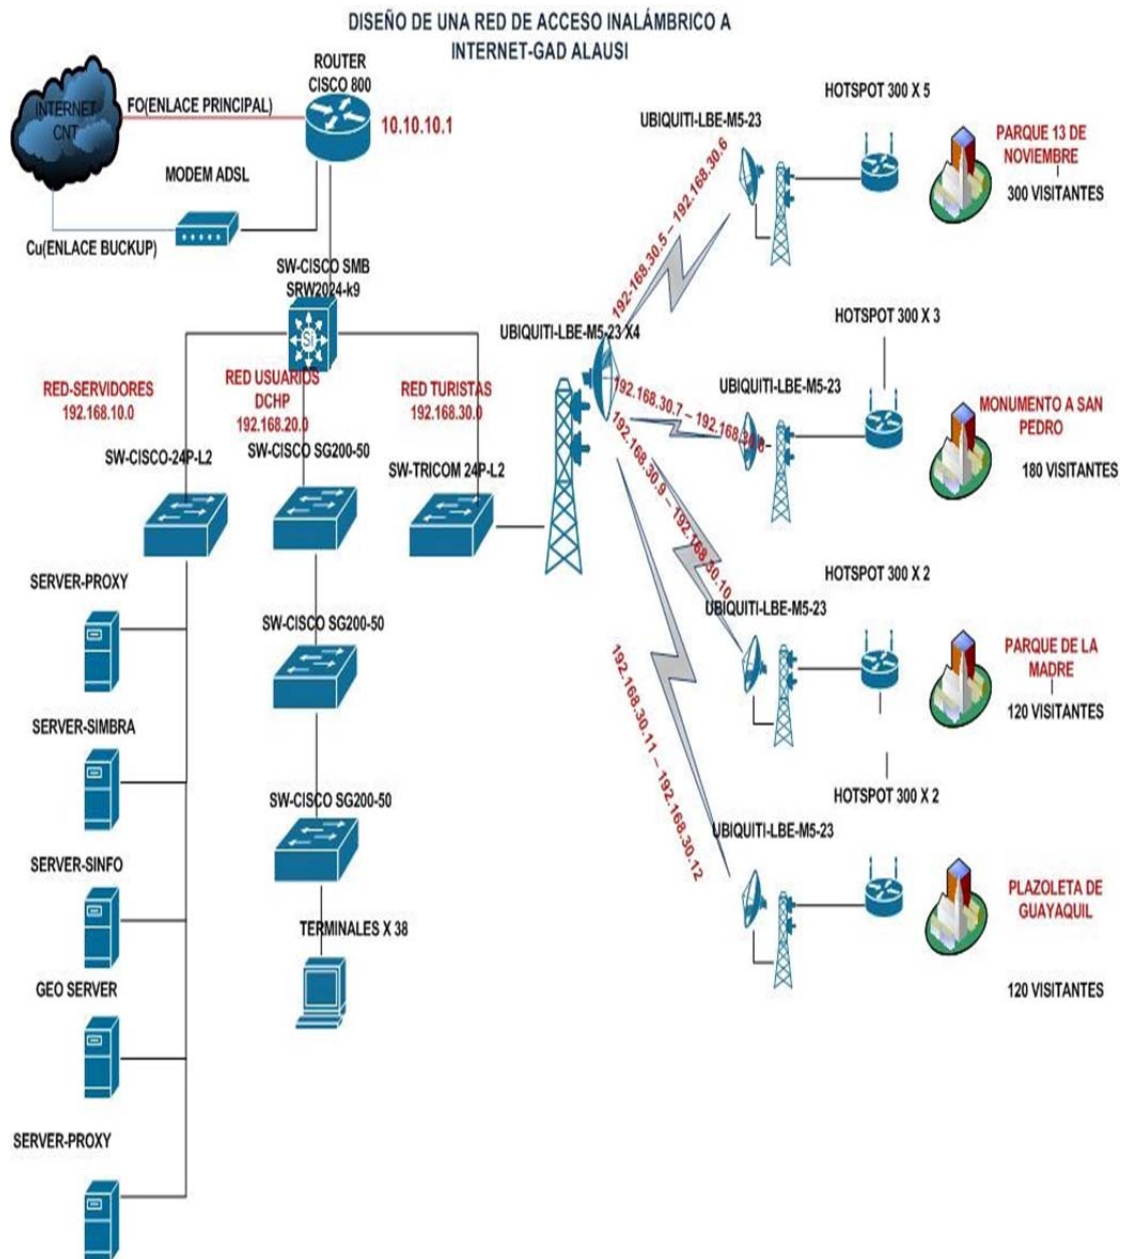 DISEÑO DE UNA RED DE ACCESO INALÁMBRICO A
INTERNET-GAD ALAUSI
ROUTER
CISCO 800
INTERNET
CNT
FO(ENLACE PRINCIPAL)
10.10.10.1
MODEM ADSL
Cu(ENLACE BUCKUP)
SW-CISCO SMB
SRW2024-k9
Si
RED-SERVIDORES
192.168.10.0
RED USUARIOS
DCHP
192.168.20.0
RED TURISTAS
192.168.30.0
SW-CISCO-24P-L2
SW-CISCO SG200-50
SW-TRICOM 24P-L2
SERVER-PROXY
SW-CISCO SG200-50
SERVER-SIMBRA
SW-CISCO SG200-50
SERVER-SINFO
TERMINALES X 38
GEO SERVER
SERVER-PROXY
UBIQUITI-LBE-M5-23 X4
192-168.30.5 – 192.168.30.6
UBIQUITI-LBE-M5-23
HOTSPOT 300 X 5
PARQUE 13 DE
NOVIEMBRE
300 VISITANTES
192.168.30.7 – 192.168.30.8
UBIQUITI-LBE-M5-23
HOTSPOT 300 X 3
MONUMENTO A SAN
PEDRO
180 VISITANTES
192.168.30.9 – 192.168.30.10
UBIQUITI-LBE-M5-23
HOTSPOT 300 X 2
PARQUE DE LA
MADRE
120 VISITANTES
192.168.30.11 – 192.168.30.12
UBIQUITI-LBE-M5-23
HOTSPOT 300 X 2
PLAZOLETA DE
GUAYAQUIL
120 VISITANTES